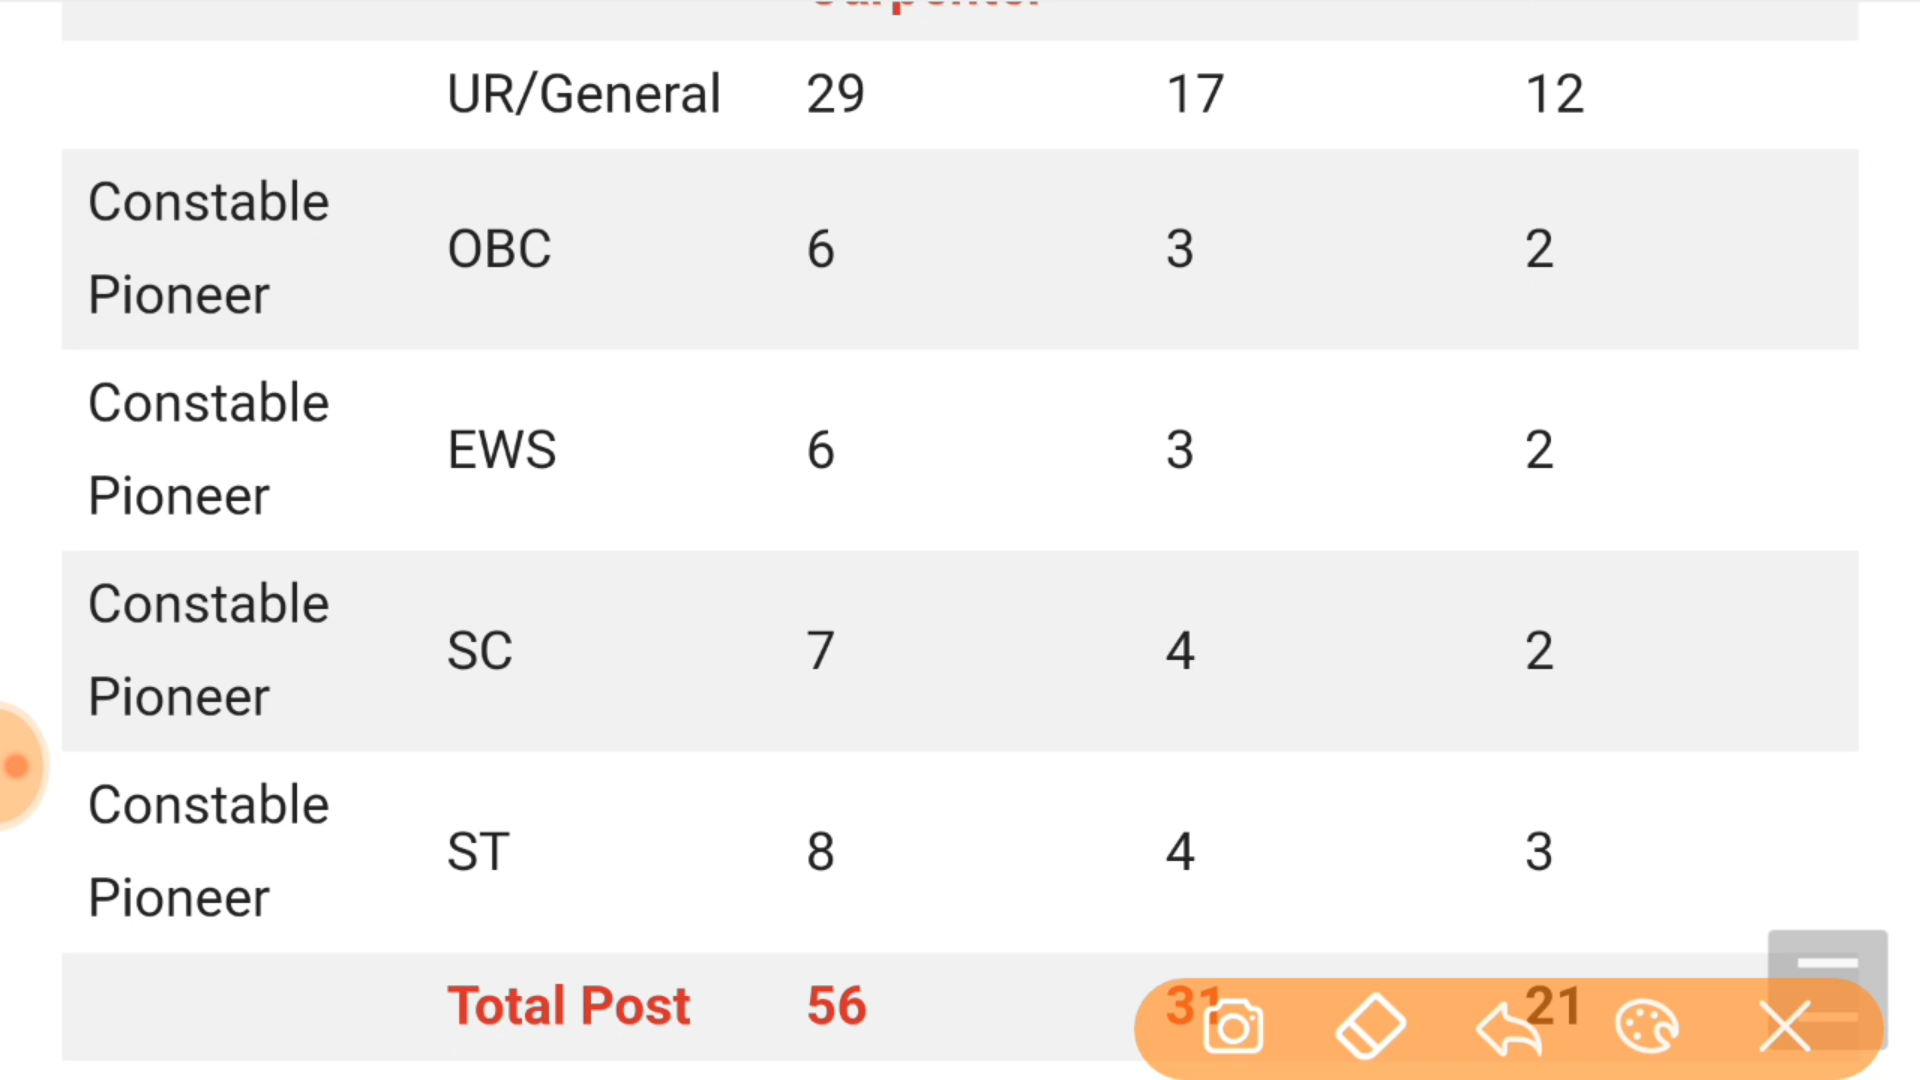 UR/General 29 17 12
Constable
Pioneer
OBC 6 3 2
Constable
Pioneer
EWS 6 3 2
Constable
Pioneer
SC 7 4 2
Constable
Pioneer
ST 8 4 3
Total Post 56 31 21